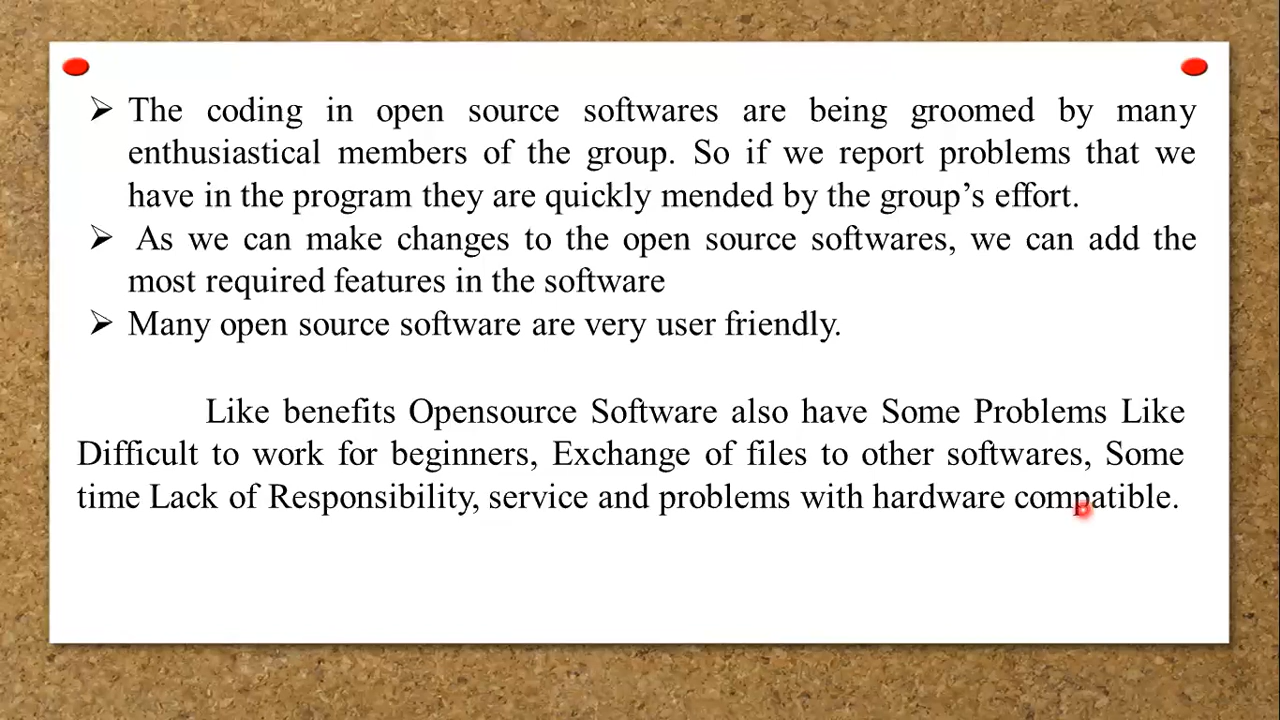 ➢ The coding in open source softwares are being groomed by many
enthusiastical members of the group. So if we report problems that we
have in the program they are quickly mended by the group’s effort.
➢ As we can make changes to the open source softwares, we can add the
most required features in the software
➢ Many open source software are very user friendly.
Like benefits Opensource Software also have Some Problems Like
Difficult to work for beginners, Exchange of files to other softwares, Some
time Lack of Responsibility, service and problems with hardware compatible.